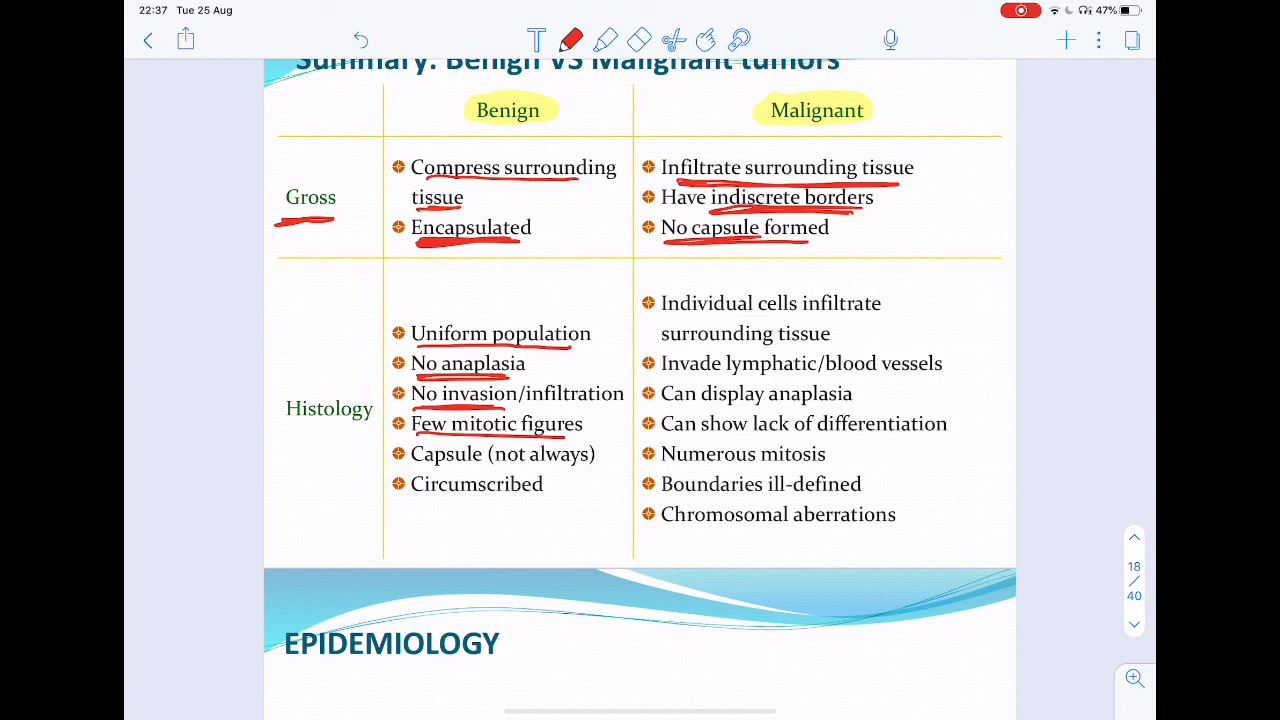 22:37 Tue 25 Aug
47%
Summary: Benign VS Malignant tumors
Benign
Malignant
Gross
Compress surrounding
tissue
Encapsulated
Infiltrate surrounding tissue
Have indiscrete borders
No capsule formed
Histology
Uniform population
No anaplasia
No invasion/infiltration
Few mitotic figures
Capsule (not always)
Circumscribed
Individual cells infiltrate
surrounding tissue
Invade lymphatic/blood vessels
Can display anaplasia
Can show lack of differentiation
Numerous mitosis
Boundaries ill-defined
Chromosomal aberrations
18
/
40
EPIDEMIOLOGY